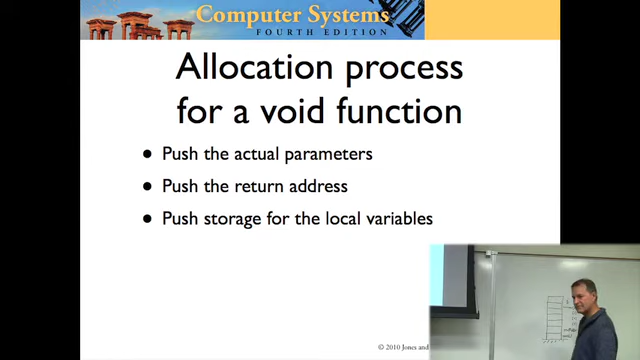 Computer Systems
FOURTH EDITION
Allocation process
for a void function
• Push the actual parameters
• Push the return address
• Push storage for the local variables
© 2010 Jones and